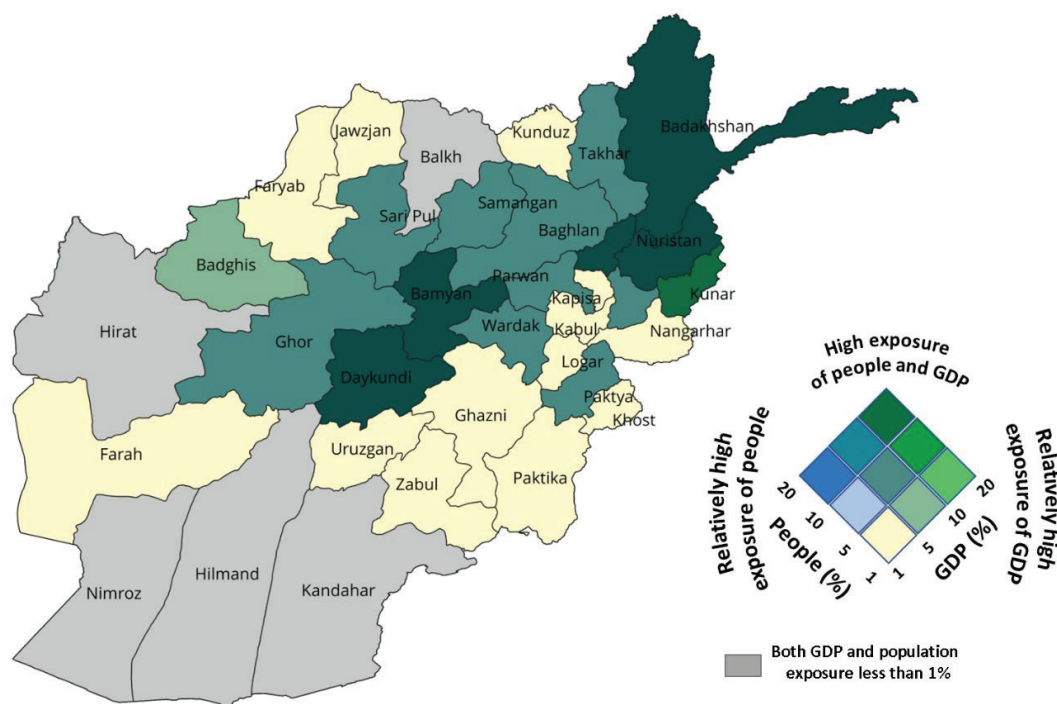 Badakhshan
Jawzjan
Kunduz
Balkh
Takhar
Faryab
Samangan
Sari Pul
Baghlan
Nuristan
Badghis
Parwan
Bamyan
Kunar
Kapisa
Hirat
Wardak
Kabul
Nangarhar
Ghor
Logar
Daykundi
Paktya
Ghazni
Khost
Uruzgan
Farah
Zabul
Paktika
Hilmand
Nimroz
Kandahar
High exposure
of people and GDP
Relatively high
exposure of people
Relatively high
exposure of GDP
20
10
5
1
People (%)
1
5
10
20
GDP (%)
Both GDP and population
exposure less than 1%